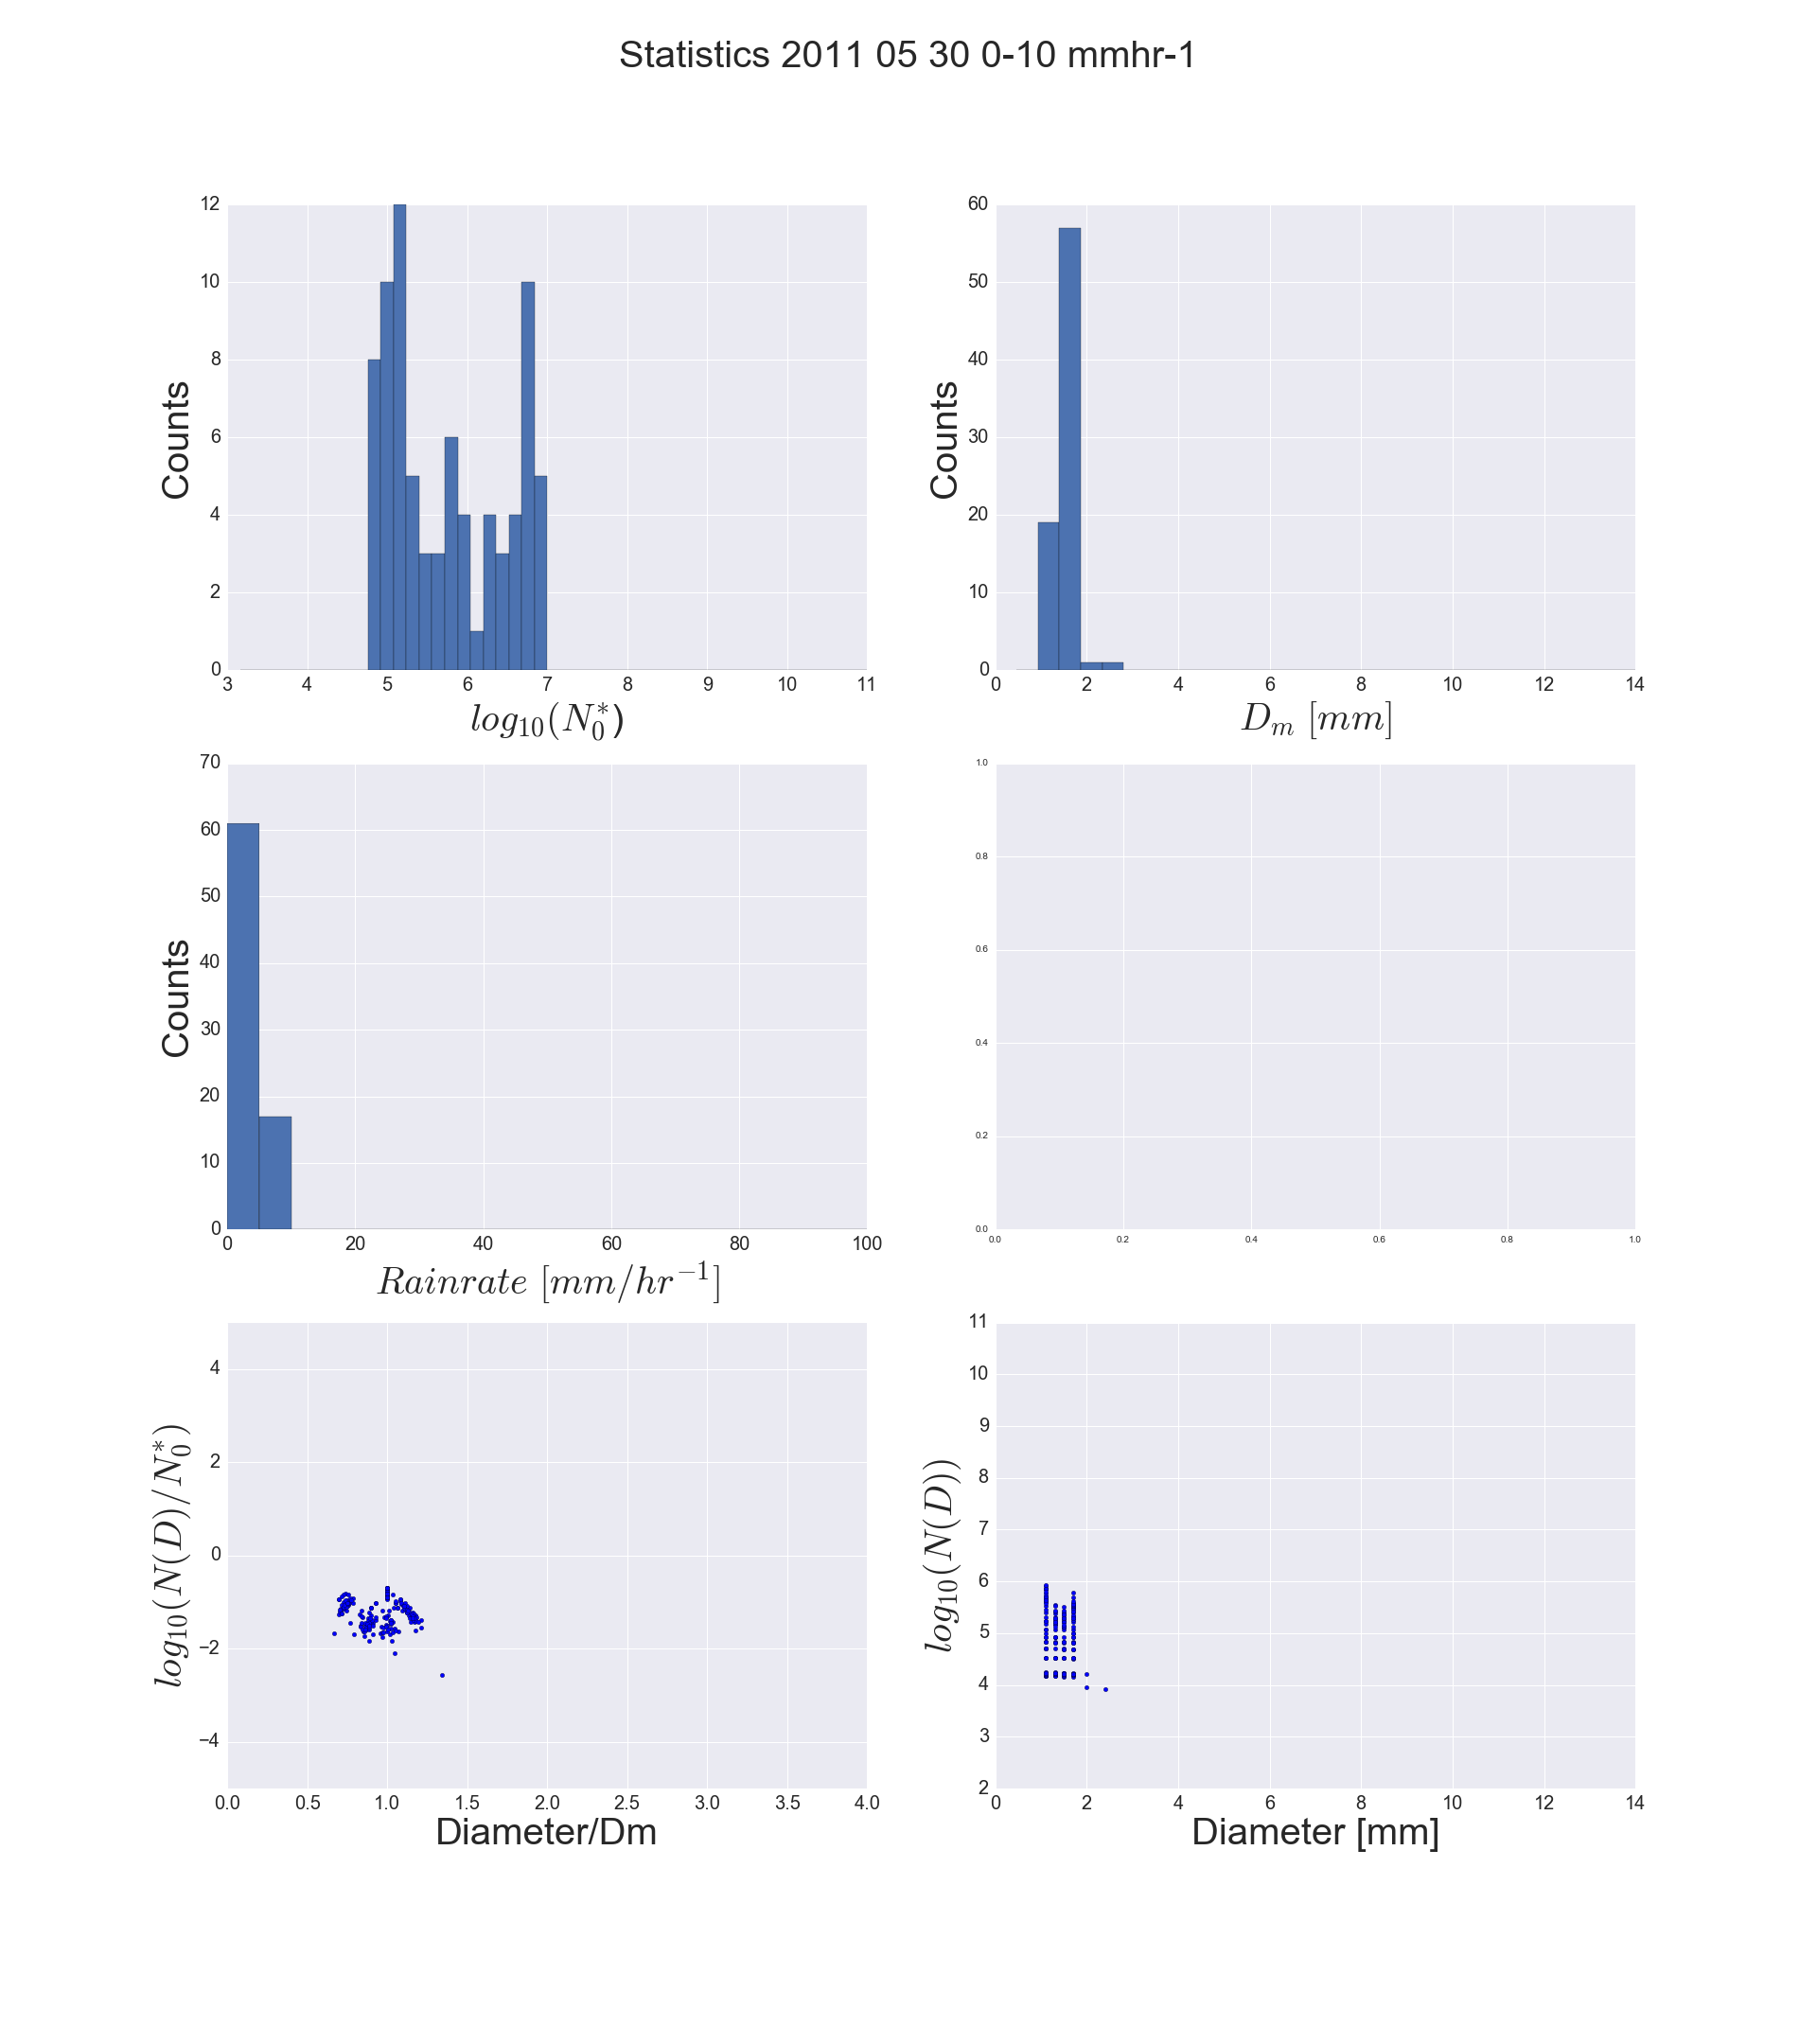 Statistics 2011 05 30 0-10 mmhr-1
12
10
8
6
4
2
0
Counts
3 4 5 6 7 8 9 10 11
log₁₀(N₀*)
60
50
40
30
20
10
0
Counts
0 2 4 6 8 10 12 14
Dₘ [mm]
70
60
50
40
30
20
10
0
Counts
0 20 40 60 80 100
Rainrate [mm/hr⁻¹]
1.0
0.8
0.6
0.4
0.2
0.0
0.0 0.2 0.4 0.6 0.8 1.0
4
2
0
−2
−4
log₁₀(N(D)/N₀*)
0.0 0.5 1.0 1.5 2.0 2.5 3.0 3.5 4.0
Diameter/Dm
11
10
9
8
7
6
5
4
3
2
log₁₀(N(D))
0 2 4 6 8 10 12 14
Diameter [mm]